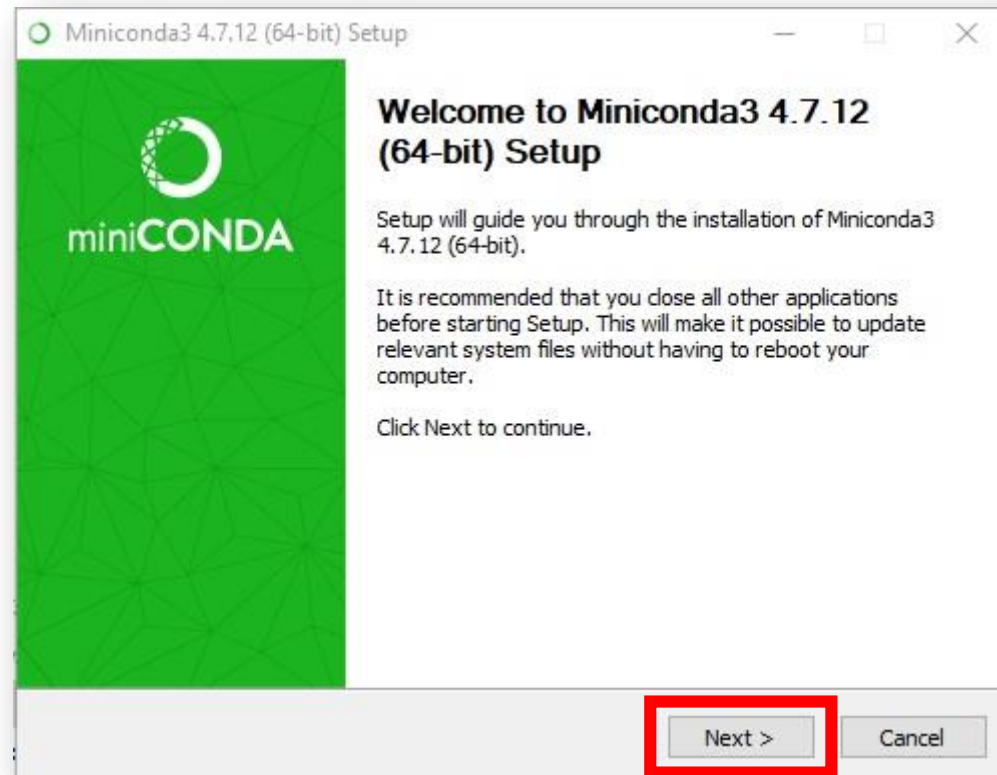 Miniconda3 4.7.12 (64-bit) Setup
miniCONDA
Welcome to Miniconda3 4.7.12
(64-bit) Setup
Setup will guide you through the installation of Miniconda3
4.7.12 (64-bit).
It is recommended that you close all other applications
before starting Setup. This will make it possible to update
relevant system files without having to reboot your
computer.
Click Next to continue.
Next >
Cancel